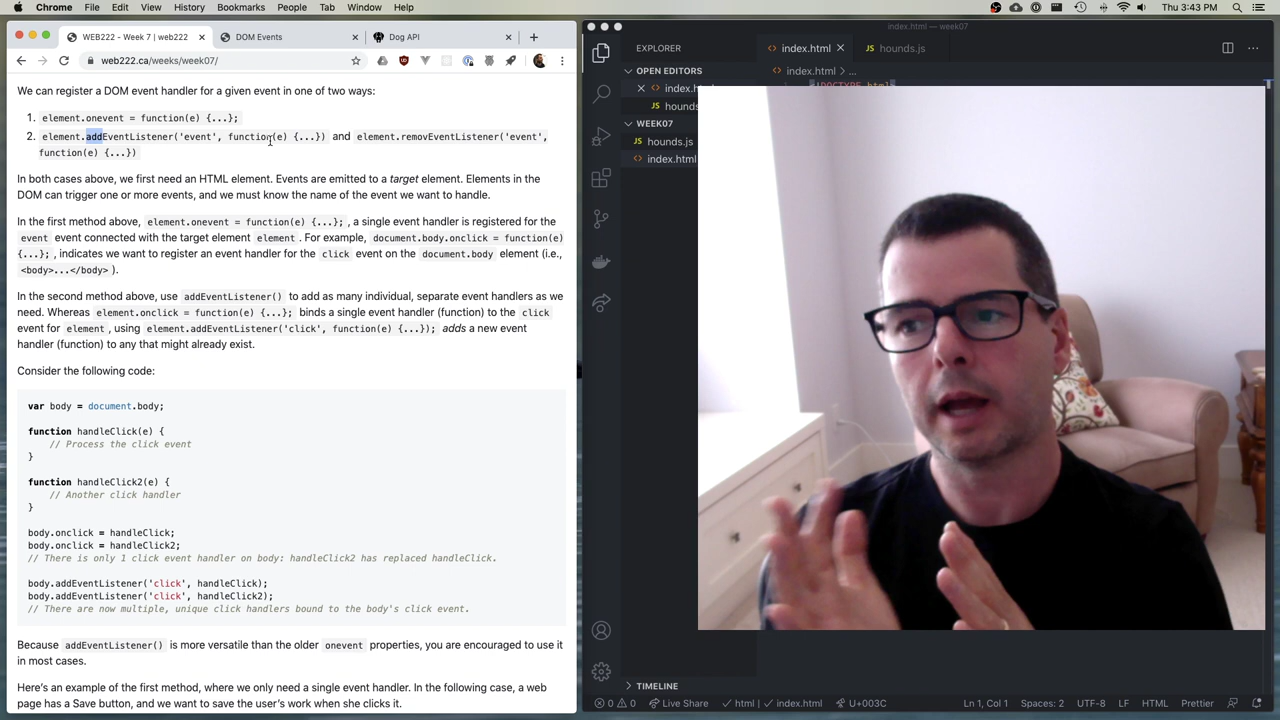 Chrome File Edit View History Bookmarks People Tab Window Help
Thu 3:43 PM
WEB222 - Week 7 | web222
DOM Events
Dog API
web222.ca/weeks/week07/
We can register a DOM event handler for a given event in one of two ways:
1. element.onevent = function(e) {...};
2. element.addEventListener('event', function(e) {...}) and element.removEventListener('event',
function(e) {...})
In both cases above, we first need an HTML element. Events are emitted to a target element. Elements in the
DOM can trigger one or more events, and we must know the name of the event we want to handle.
In the first method above, element.onevent = function(e) {...}; , a single event handler is registered for the
event event connected with the target element element . For example, document.body.onclick = function(e)
{...}; , indicates we want to register an event handler for the click event on the document.body element (i.e.,
<body>...</body> ).
In the second method above, use addEventListener() to add as many individual, separate event handlers as we
need. Whereas element.onclick = function(e) {...}; binds a single event handler (function) to the click
event for element , using element.addEventListener('click', function(e) {...}); adds a new event
handler (function) to any that might already exist.
Consider the following code:
var body = document.body;
function handleClick(e) {
// Process the click event
}
function handleClick2(e) {
// Another click handler
}
body.onclick = handleClick;
body.onclick = handleClick2;
// There is only 1 click event handler on body: handleClick2 has replaced handleClick.
body.addEventListener('click', handleClick);
body.addEventListener('click', handleClick2);
// There are now multiple, unique click handlers bound to the body's click event.
Because addEventListener() is more versatile than the older onevent properties, you are encouraged to use it
in most cases.
Here's an example of the first method, where we only need a single event handler. In the following case, a web
page has a Save button, and we want to save the user's work when she clicks it.
index.html — week07
EXPLORER
index.html
hounds.js
OPEN EDITORS
index.html > ...
index.h
hounds
WEEK07
hounds.js
index.html
TIMELINE
0 0 Live Share html | index.html U+003C Ln 1, Col 1 Spaces: 2 UTF-8 LF HTML Prettier